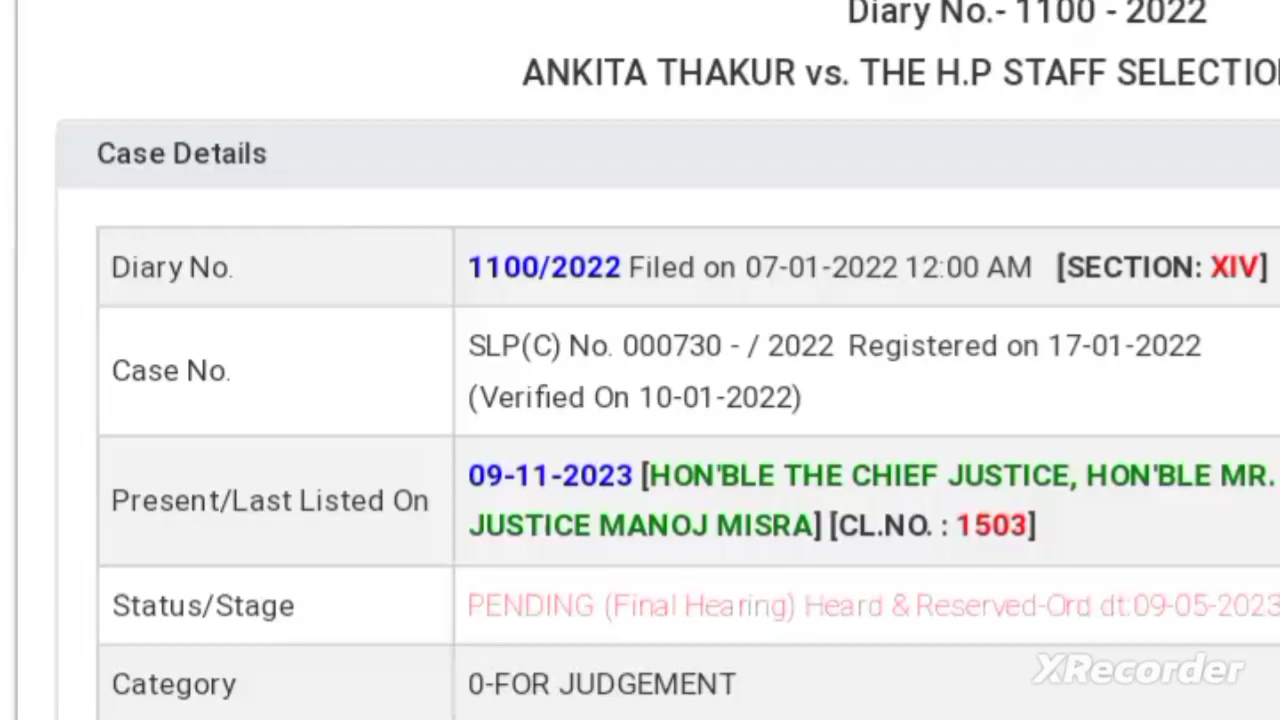 Diary No.- 1100 - 2022
ANKITA THAKUR vs. THE H.P STAFF SELECTIO
Case Details
Diary No.
1100/2022 Filed on 07-01-2022 12:00 AM [SECTION: XIV]
Case No.
SLP(C) No. 000730 - / 2022 Registered on 17-01-2022
(Verified On 10-01-2022)
Present/Last Listed On
09-11-2023 [HON'BLE THE CHIEF JUSTICE, HON'BLE MR.
JUSTICE MANOJ MISRA] [CL.NO. : 1503]
Status/Stage
PENDING (Final Hearing) Heard & Reserved-Ord dt:09-05-2023
Category
0-FOR JUDGEMENT
XRecorder